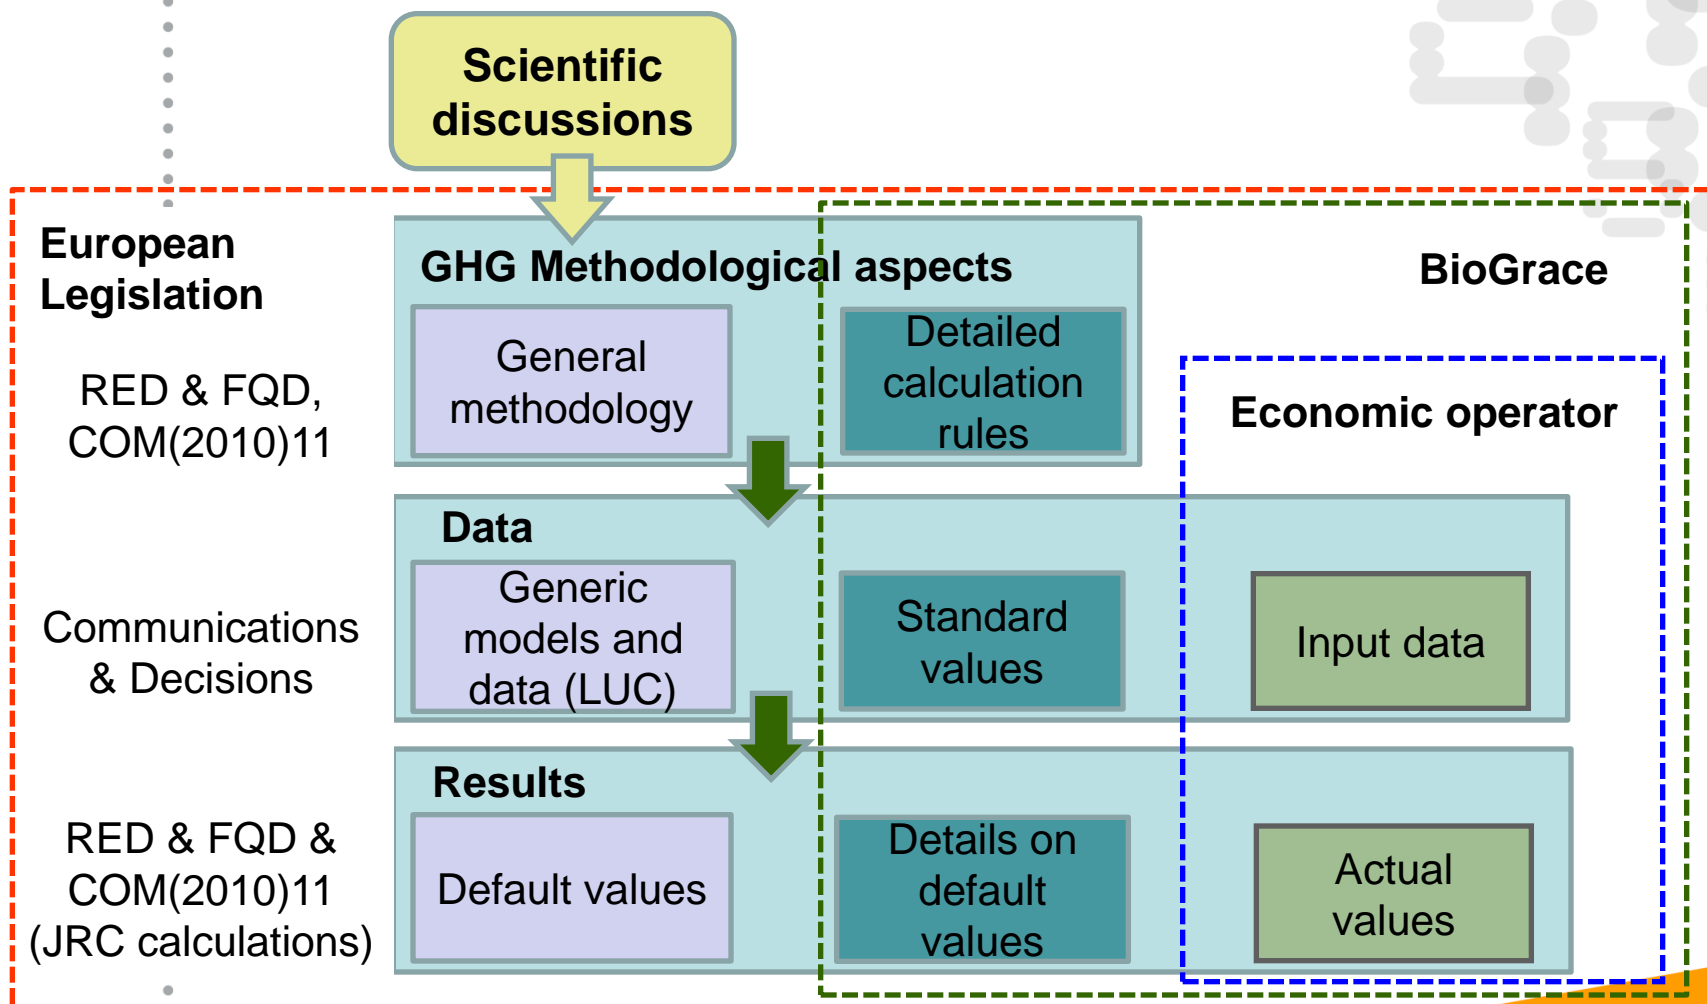 Scientific
discussions
European
Legislation
GHG Methodological aspects
BioGrace
RED & FQD,
COM(2010)11
General
methodology
Detailed
calculation
rules
Economic operator
Data
Communications
& Decisions
Generic
models and
data (LUC)
Standard
values
Input data
Results
RED & FQD &
COM(2010)11
(JRC calculations)
Default values
Details on
default
values
Actual
values